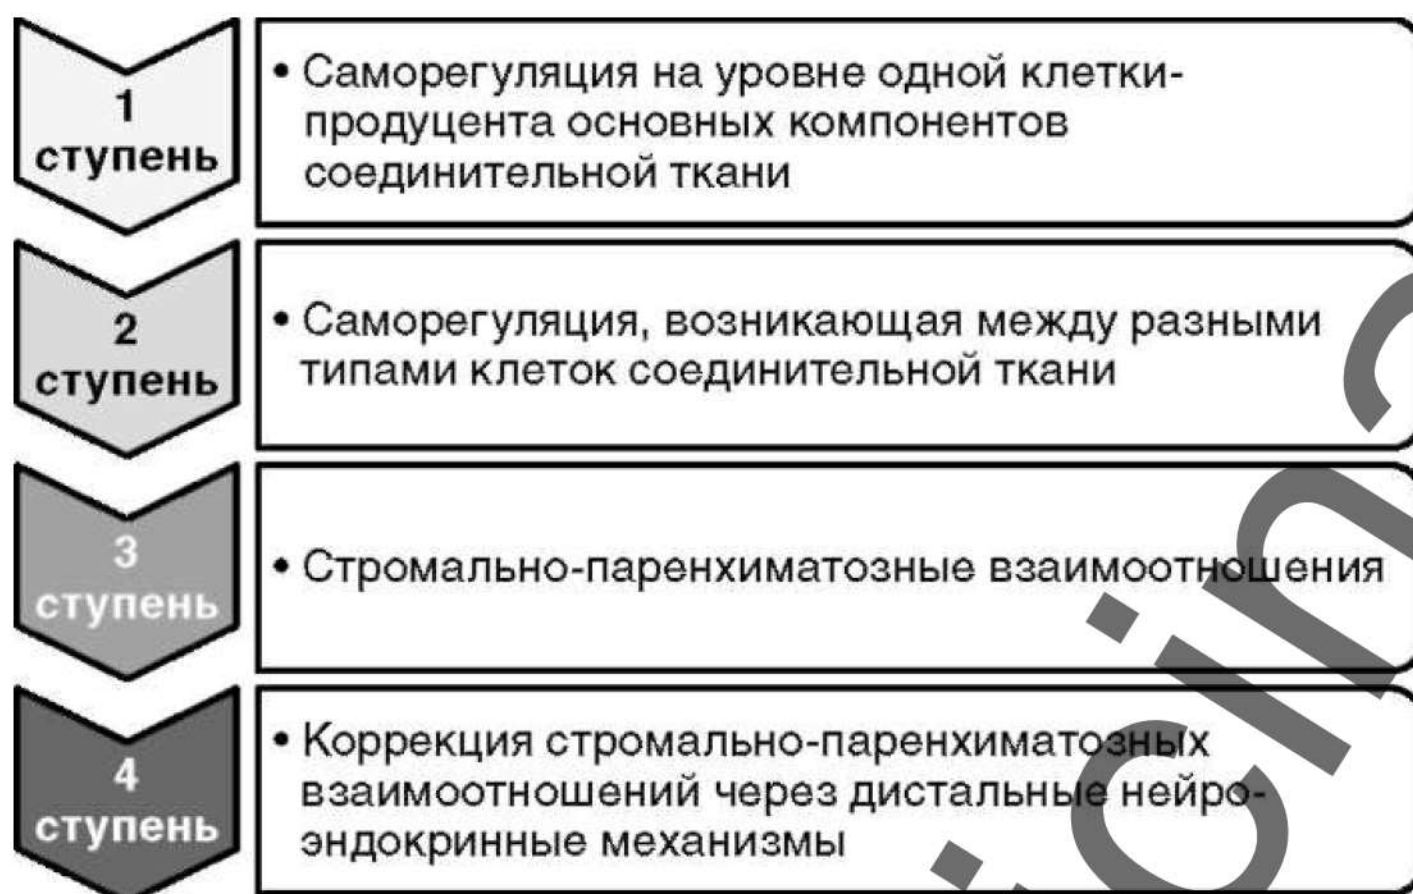 1
ступень
• Саморегуляция на уровне одной клетки-
продуцента основных компонентов
соединительной ткани
2
ступень
• Саморегуляция, возникающая между разными
типами клеток соединительной ткани
3
ступень
• Стромально-паренхиматозные взаимоотношения
4
ступень
• Коррекция стромально-паренхиматозных
взаимоотношений через дистальные нейро-
эндокринные механизмы